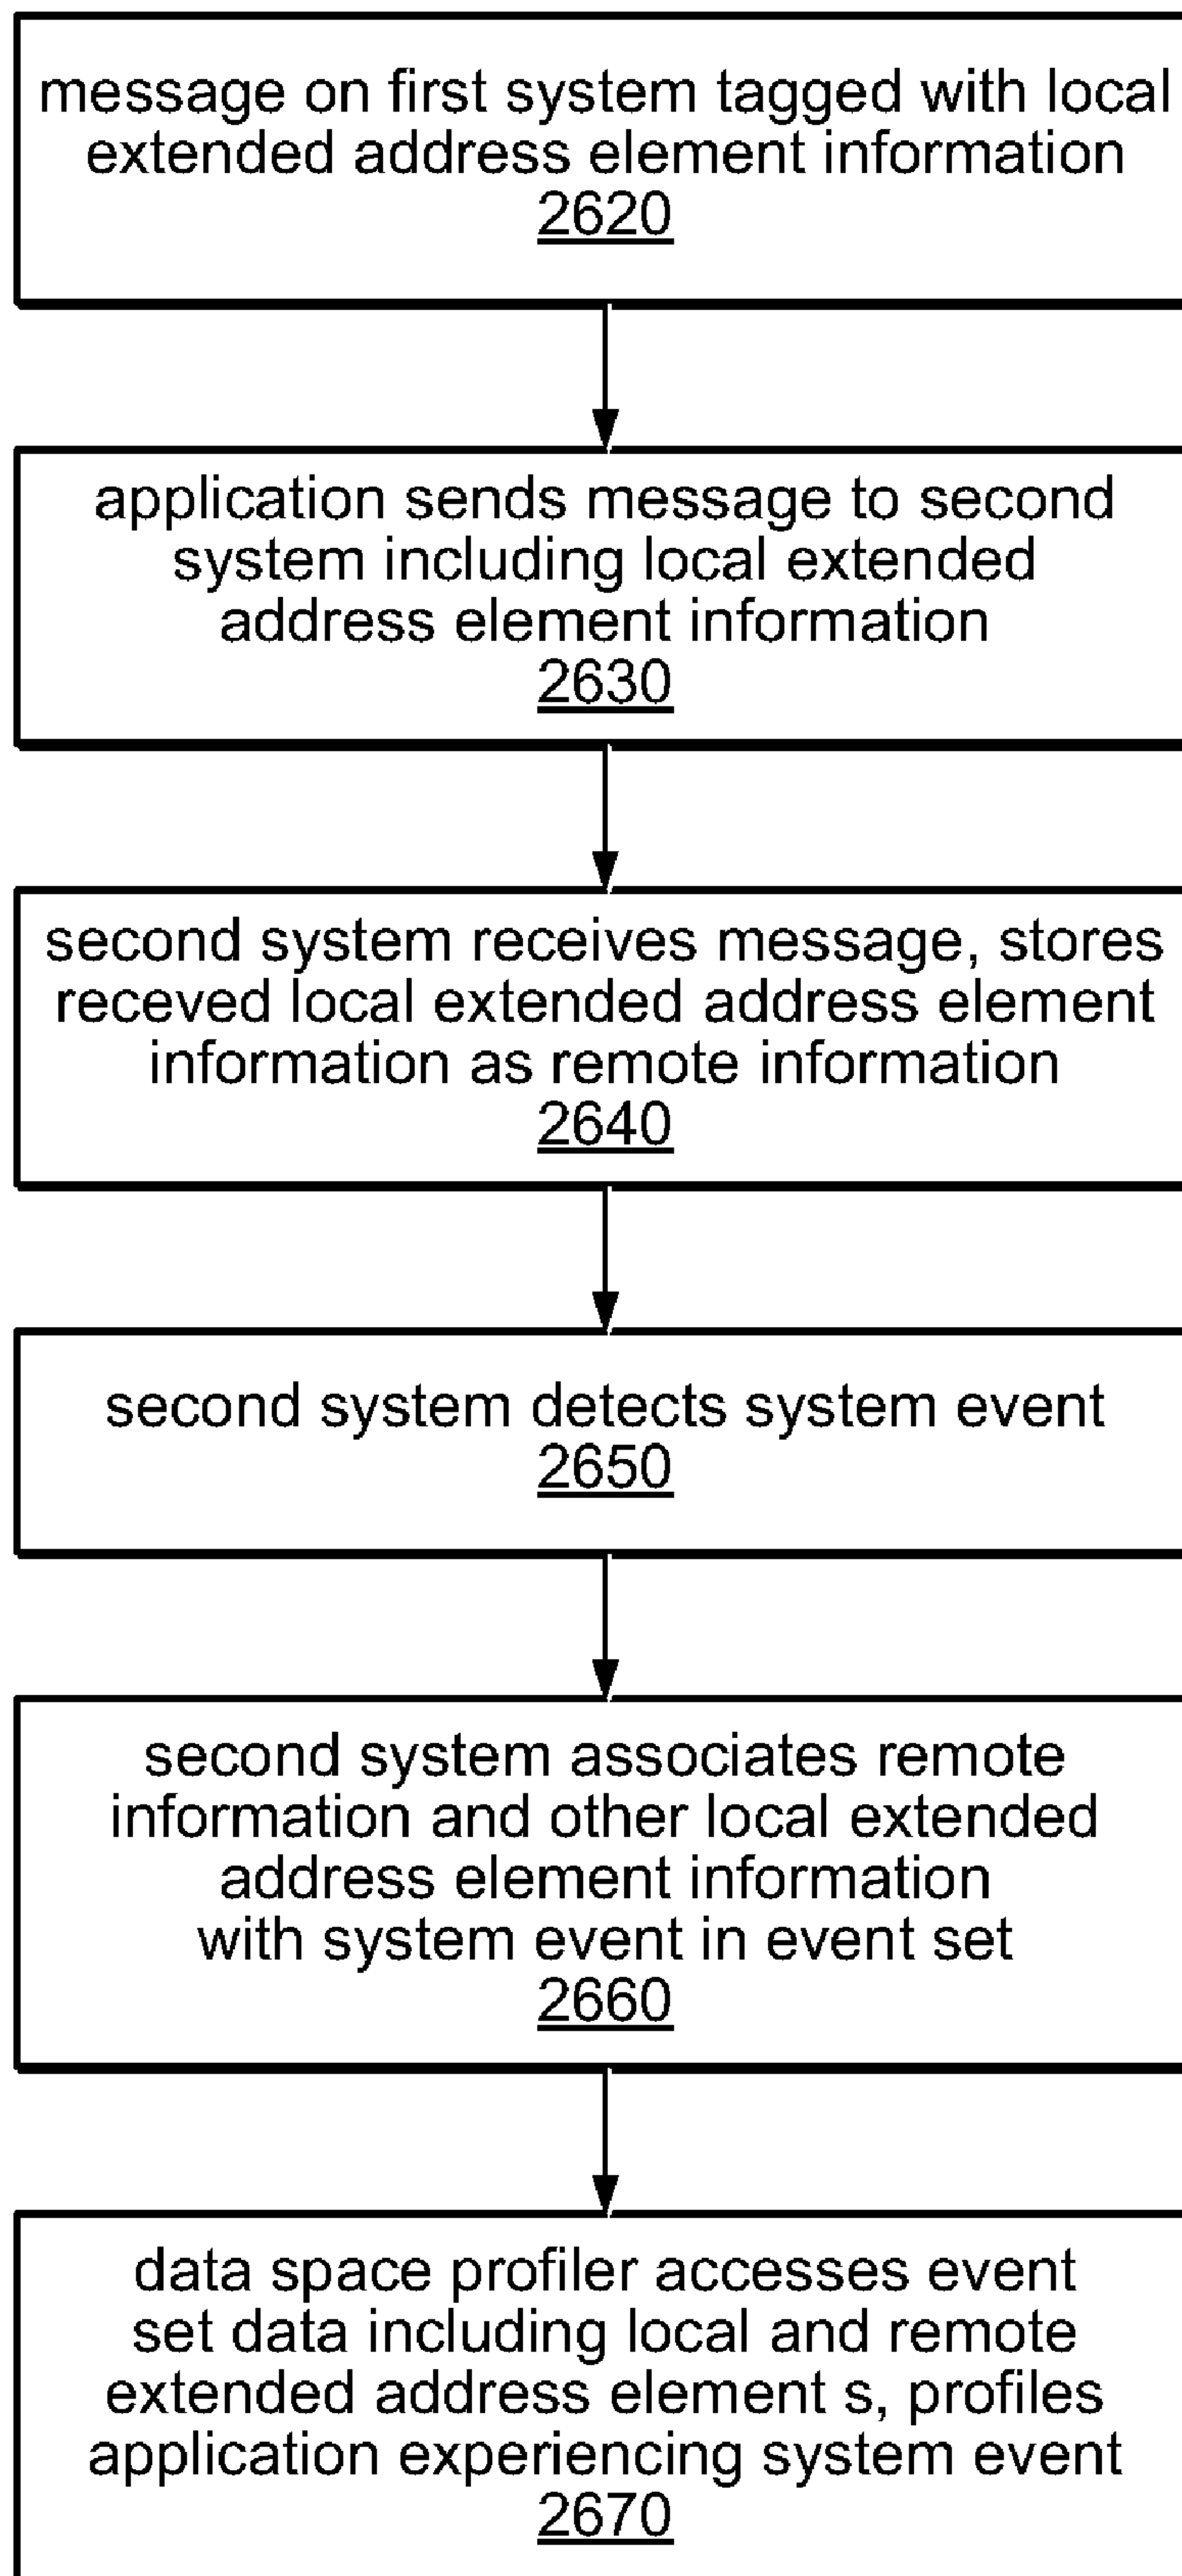 message on first system tagged with local
extended address element information
2620
application sends message to second
system including local extended
address element information
2630
second system receives message, stores
receved local extended address element
information as remote information
2640
second system detects system event
2650
second system associates remote
information and other local extended
address element information
with system event in event set
2660
data space profiler accesses event
set data including local and remote
extended address element s, profiles
application experiencing system event
2670